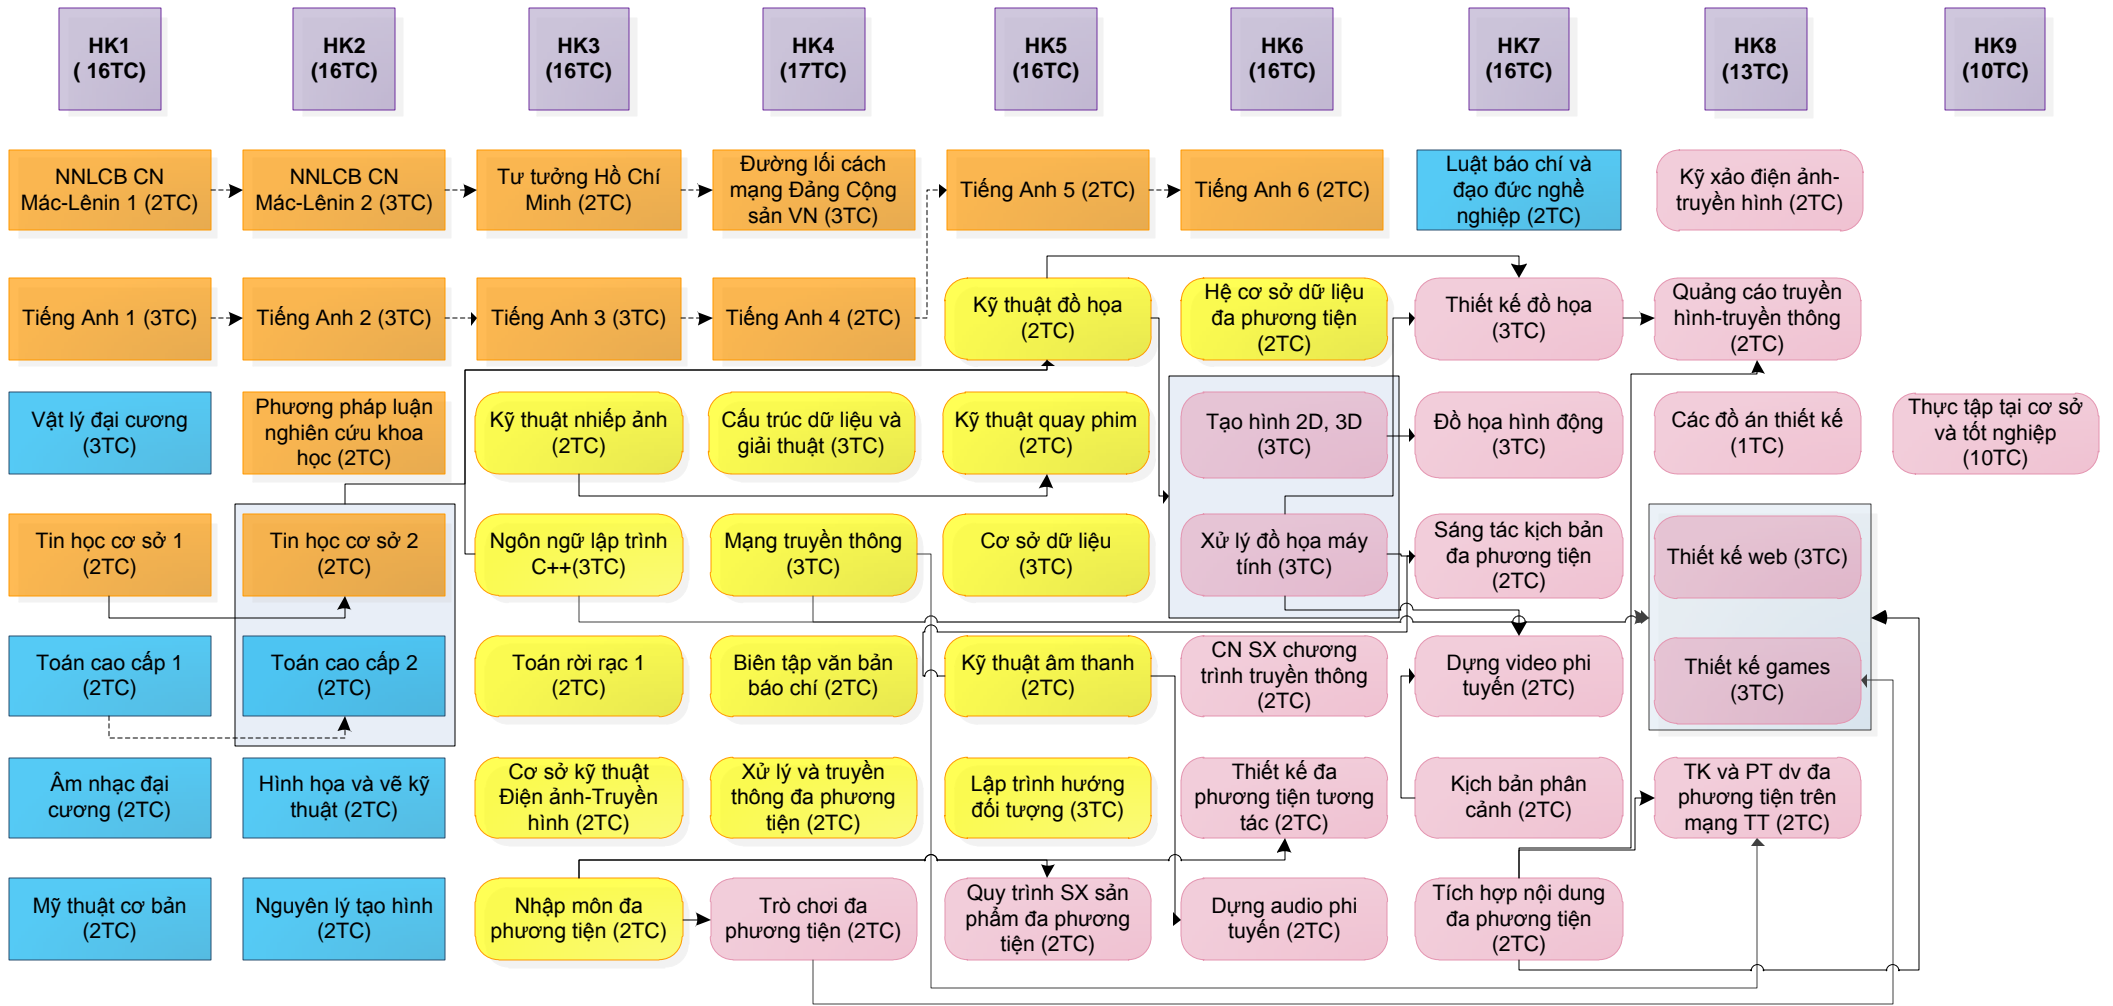 HK1
( 16TC)
HK2
(16TC)
HK3
(16TC)
HK4
(17TC)
HK5
(16TC)
HK6
(16TC)
HK7
(16TC)
HK8
(13TC)
HK9
(10TC)
NNLCB CN
Mác-Lênin 1 (2TC)
NNLCB CN
Mác-Lênin 2 (3TC)
Tư tưởng Hồ Chí
Minh (2TC)
Đường lối cách
mạng Đảng Cộng
sản VN (3TC)
Tiếng Anh 5 (2TC)
Tiếng Anh 6 (2TC)
Luật báo chí và
đạo đức nghề
nghiệp (2TC)
Kỹ xảo điện ảnh-
truyền hình (2TC)
Tiếng Anh 1 (3TC)
Tiếng Anh 2 (3TC)
Tiếng Anh 3 (3TC)
Tiếng Anh 4 (2TC)
Kỹ thuật đồ họa
(2TC)
Hệ cơ sở dữ liệu
đa phương tiện
(2TC)
Thiết kế đồ họa
(3TC)
Quảng cáo truyền
hình-truyền thông
(2TC)
Vật lý đại cương
(3TC)
Phương pháp luận
nghiên cứu khoa
học (2TC)
Kỹ thuật nhiếp ảnh
(2TC)
Cấu trúc dữ liệu và
giải thuật (3TC)
Kỹ thuật quay phim
(2TC)
Tạo hình 2D, 3D
(3TC)
Đồ họa hình động
(3TC)
Các đồ án thiết kế
(1TC)
Thực tập tại cơ sở
và tốt nghiệp
(10TC)
Tin học cơ sở 1
(2TC)
Tin học cơ sở 2
(2TC)
Ngôn ngữ lập trình
C++(3TC)
Mạng truyền thông
(3TC)
Cơ sở dữ liệu
(3TC)
Xử lý đồ họa máy
tính (3TC)
Sáng tác kịch bản
đa phương tiện
(2TC)
Thiết kế web (3TC)
Toán cao cấp 1
(2TC)
Toán cao cấp 2
(2TC)
Toán rời rạc 1
(2TC)
Biên tập văn bản
báo chí (2TC)
Kỹ thuật âm thanh
(2TC)
CN SX chương
trình truyền thông
(2TC)
Dựng video phi
tuyến (2TC)
Thiết kế games
(3TC)
Âm nhạc đại
cương (2TC)
Hình họa và vẽ kỹ
thuật (2TC)
Cơ sở kỹ thuật
Điện ảnh-Truyền
hình (2TC)
Xử lý và truyền
thông đa phương
tiện (2TC)
Lập trình hướng
đối tượng (3TC)
Thiết kế đa
phương tiện tương
tác (2TC)
Kịch bản phân
cảnh (2TC)
TK và PT dv đa
phương tiện trên
mạng TT (2TC)
Mỹ thuật cơ bản
(2TC)
Nguyên lý tạo hình
(2TC)
Nhập môn đa
phương tiện (2TC)
Trò chơi đa
phương tiện (2TC)
Quy trình SX sản
phẩm đa phương
tiện (2TC)
Dựng audio phi
tuyến (2TC)
Tích hợp nội dung
đa phương tiện
(2TC)